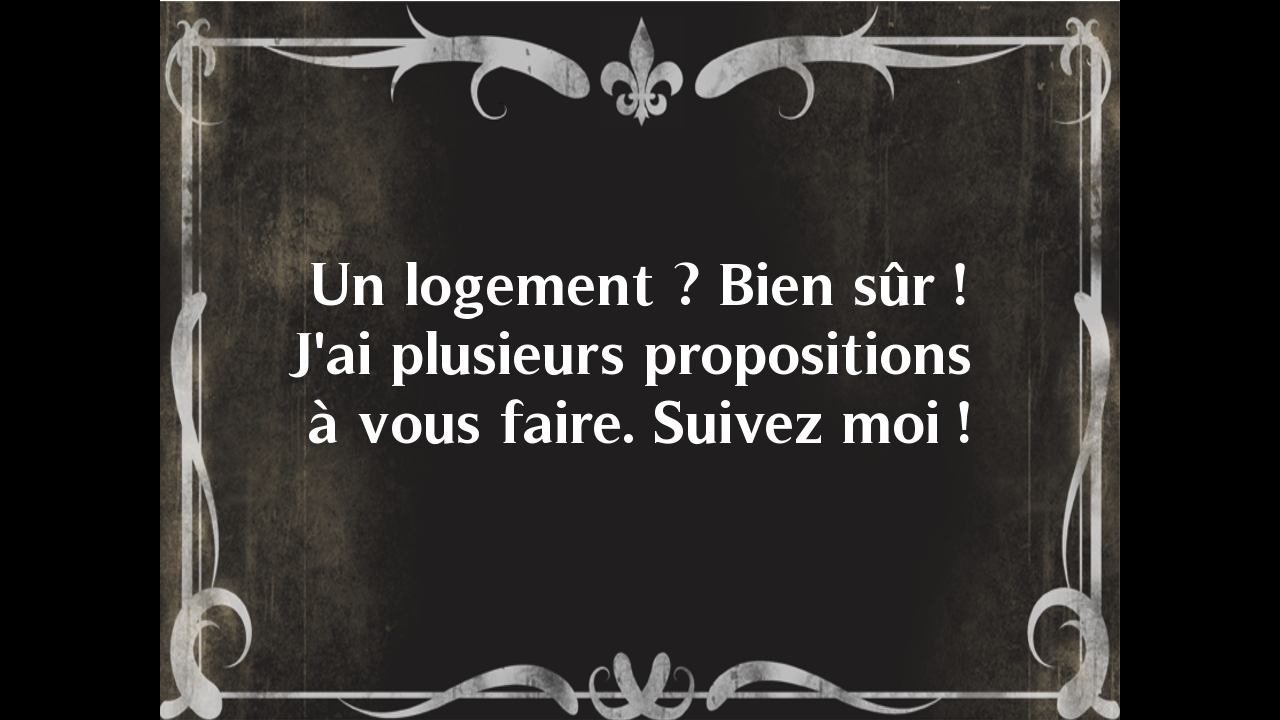 Un logement ? Bien sûr !
J'ai plusieurs propositions
à vous faire. Suivez moi !